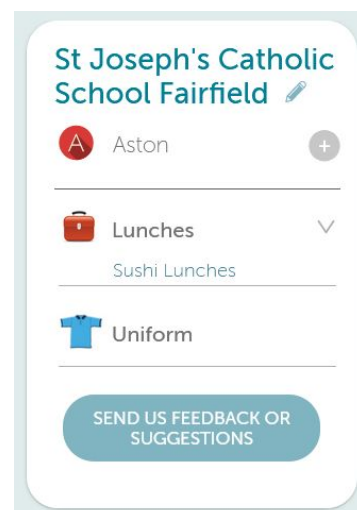 St Joseph's Catholic
School Fairfield
A Aston
Lunches
Sushi Lunches
Uniform
SEND US FEEDBACK OR
SUGGESTIONS